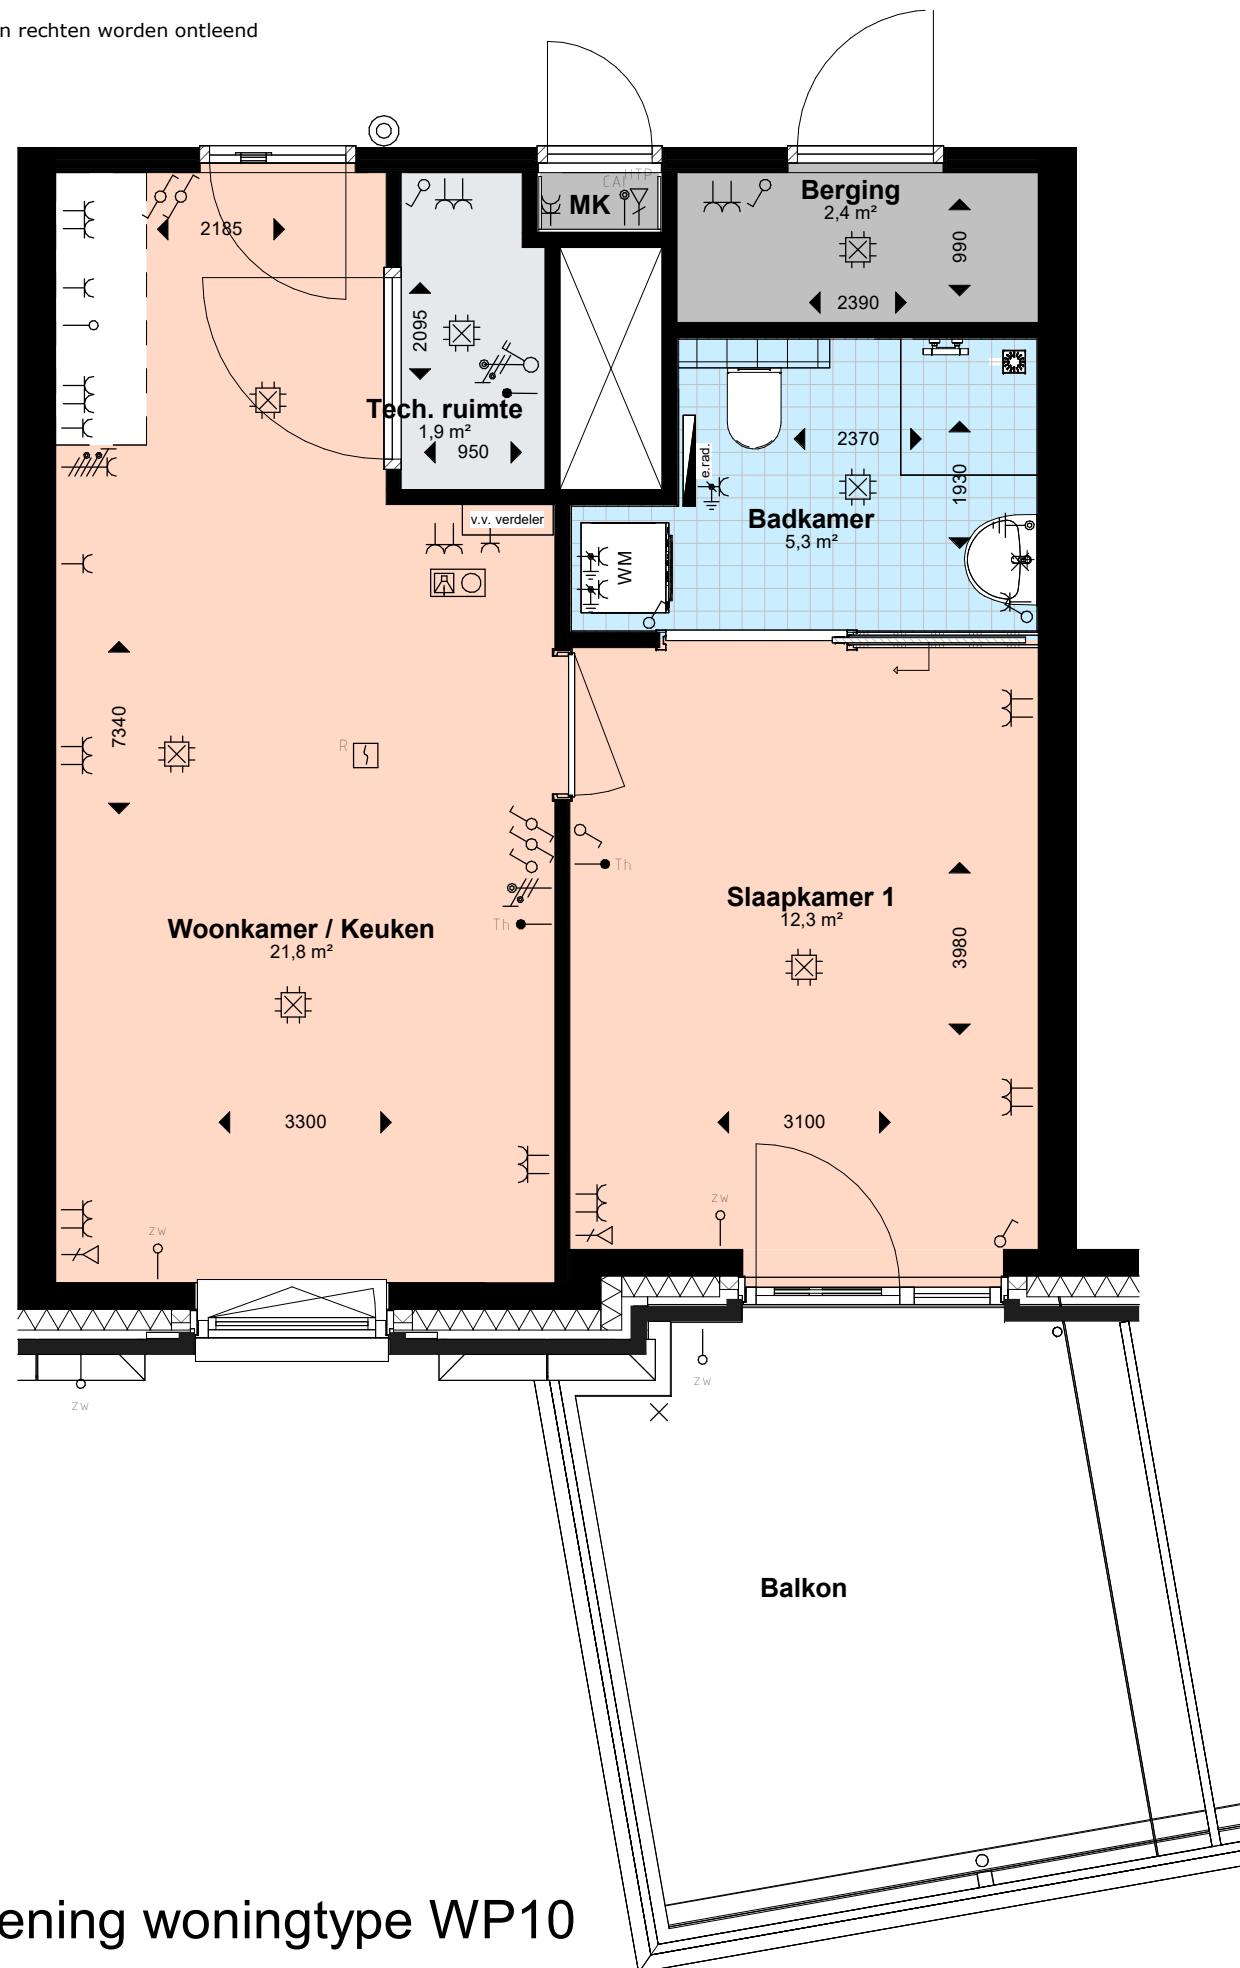 n rechten worden ontleend
MK
CAI
UTP
Berging
2,4 m²
990
2390
2185
2095
Tech. ruimte
1,9 m²
950
v.v. verdeler
e.rad.
2370
1930
Badkamer
5,3 m²
WM
7340
R
Th
Th
Woonkamer / Keuken
21,8 m²
Slaapkamer 1
12,3 m²
3980
3300
3100
zw
zw
zw
zw
Balkon
ening woningtype WP10